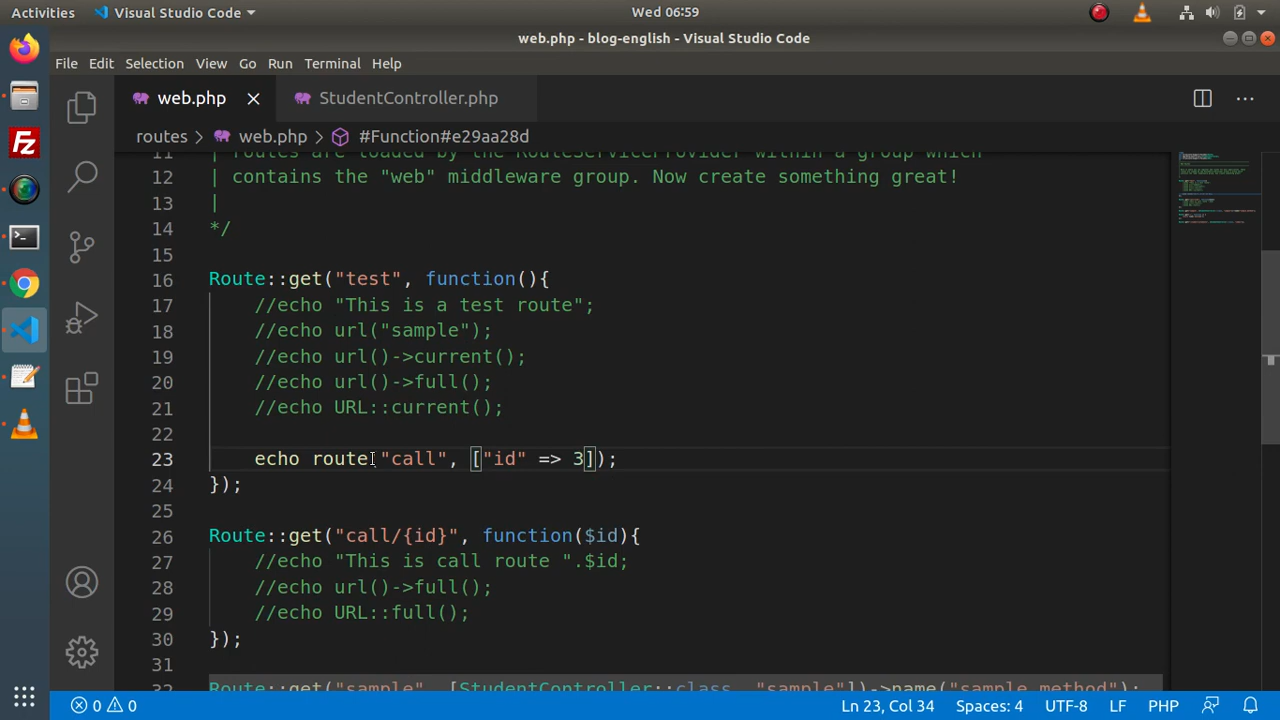 Activities Visual Studio Code Wed 06:59
web.php - blog-english - Visual Studio Code
File Edit Selection View Go Run Terminal Help
web.php StudentController.php
routes > web.php > #Function#e29aa28d
11 | routes are loaded by the RouteServiceProvider within a group which
12 | contains the "web" middleware group. Now create something great!
13 |
14 */
15
16 Route::get("test", function(){
17 //echo "This is a test route";
18 //echo url("sample");
19 //echo url()->current();
20 //echo url()->full();
21 //echo URL::current();
22
23 echo route("call", ["id" => 3]);
24 });
25
26 Route::get("call/{id}", function($id){
27 //echo "This is call route ".$id;
28 //echo url()->full();
29 //echo URL::full();
30 });
31
32 Route::get("sample", [StudentController::class, "sample"])->name("sample.method");
0 0 Ln 23, Col 34 Spaces: 4 UTF-8 LF PHP